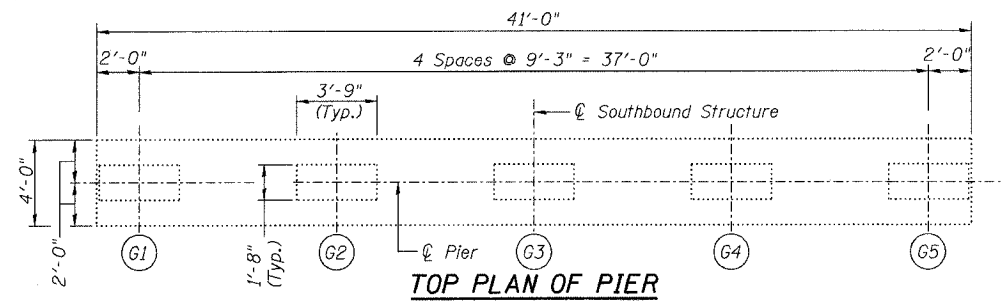 41'-0"
2'-0"
4 Spaces @ 9'-3" = 37'-0"
2'-0"
3'-9"
(Typ.)
℄ Southbound Structure
4'-0"
2'-0"
1'-8"
(Typ.)
℄ Pier
G1
G2
G3
G4
G5
TOP PLAN OF PIER